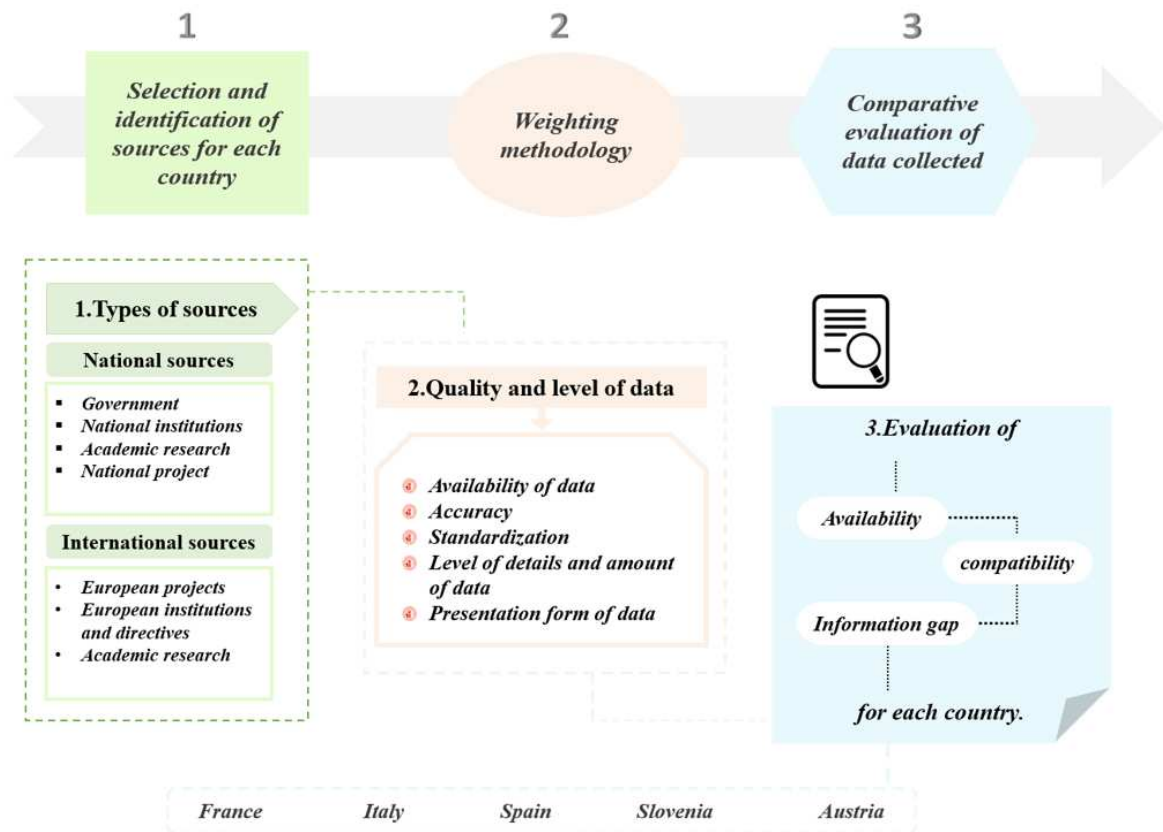 1
2
3
Selection and
identification of
sources for each
country
Weighting
methodology
Comparative
evaluation of
data collected
1.Types of sources
National sources
▪ Government
▪ National institutions
▪ Academic research
▪ National project
International sources
• European projects
• European institutions
and directives
• Academic research
2.Quality and level of data
Availability of data
Accuracy
Standardization
Level of details and amount
of data
Presentation form of data
3.Evaluation of
Availability
compatibility
Information gap
for each country.
France Italy Spain Slovenia Austria